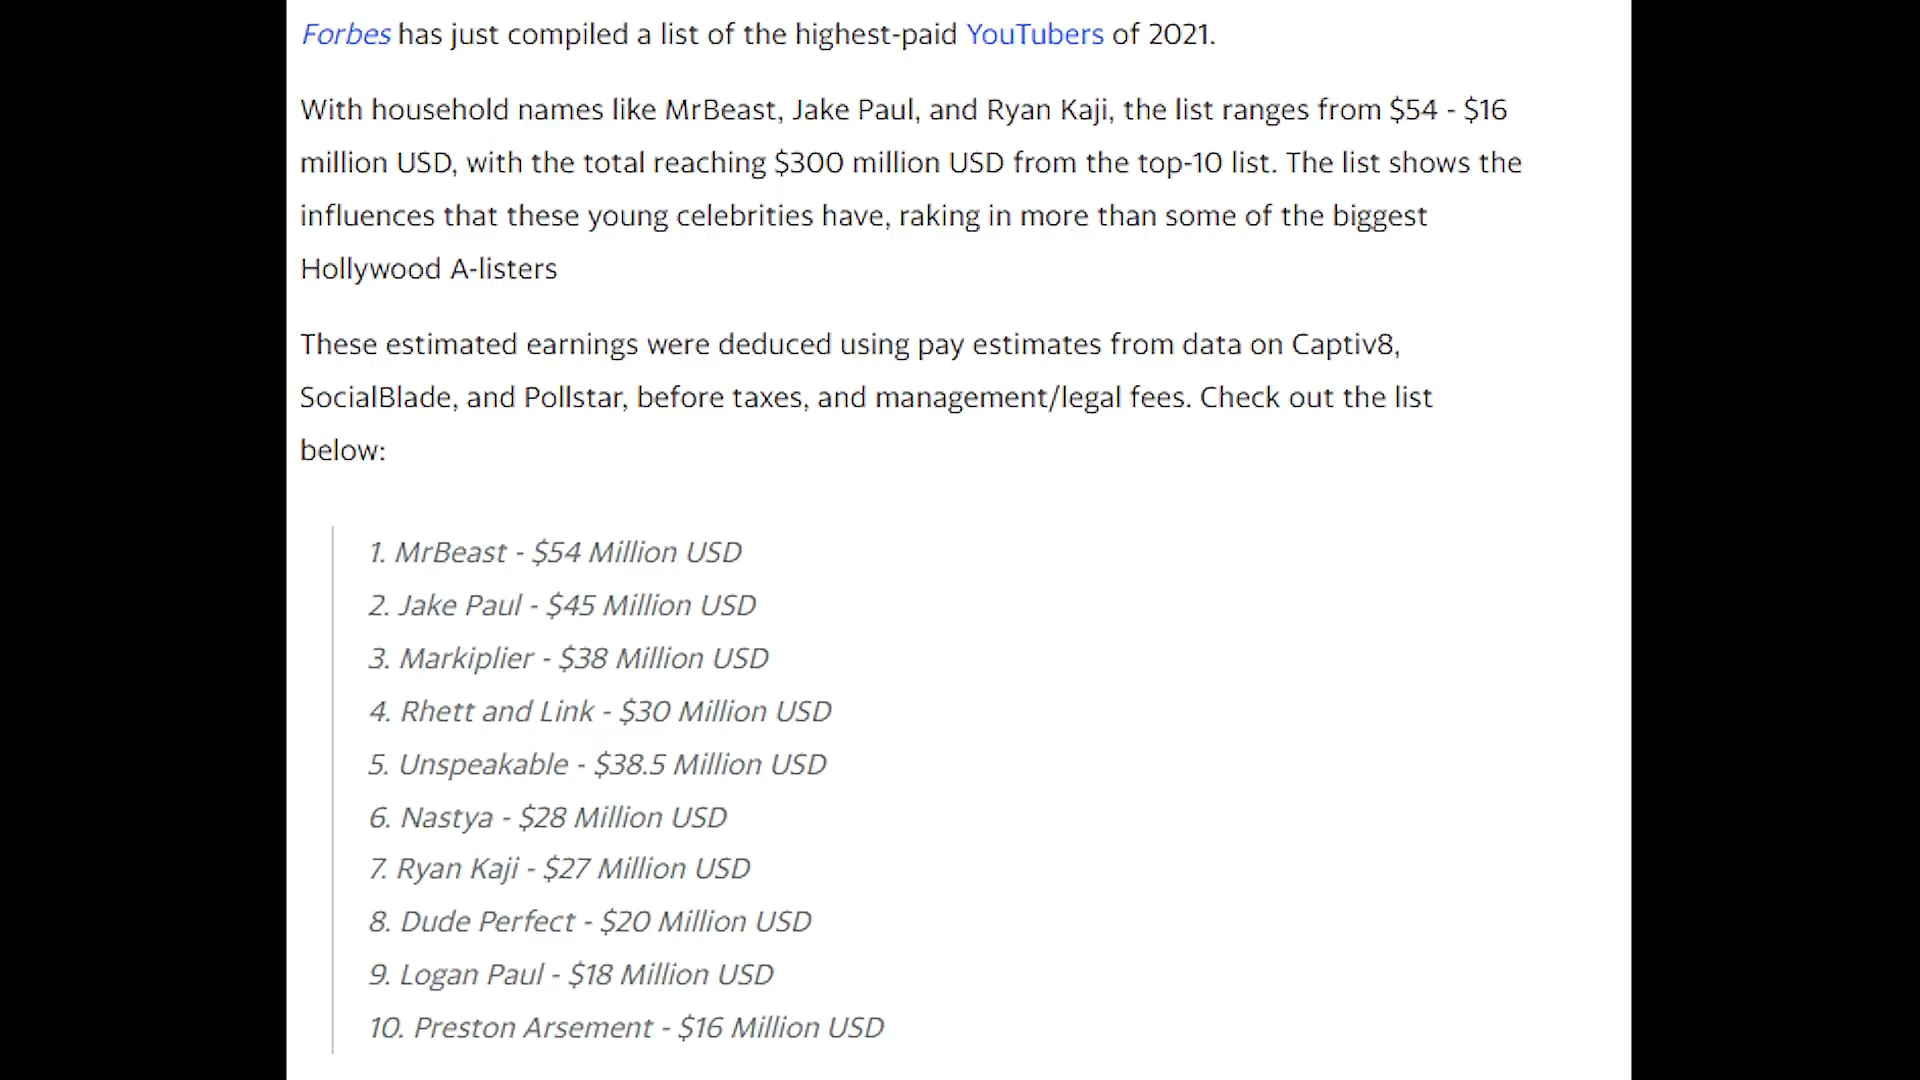 Forbes has just compiled a list of the highest-paid YouTubers of 2021.
With household names like MrBeast, Jake Paul, and Ryan Kaji, the list ranges from $54 - $16
million USD, with the total reaching $300 million USD from the top-10 list. The list shows the
influences that these young celebrities have, raking in more than some of the biggest
Hollywood A-listers
These estimated earnings were deduced using pay estimates from data on Captiv8,
SocialBlade, and Pollstar, before taxes, and management/legal fees. Check out the list
below:
1. MrBeast - $54 Million USD
2. Jake Paul - $45 Million USD
3. Markiplier - $38 Million USD
4. Rhett and Link - $30 Million USD
5. Unspeakable - $38.5 Million USD
6. Nastya - $28 Million USD
7. Ryan Kaji - $27 Million USD
8. Dude Perfect - $20 Million USD
9. Logan Paul - $18 Million USD
10. Preston Arsement - $16 Million USD